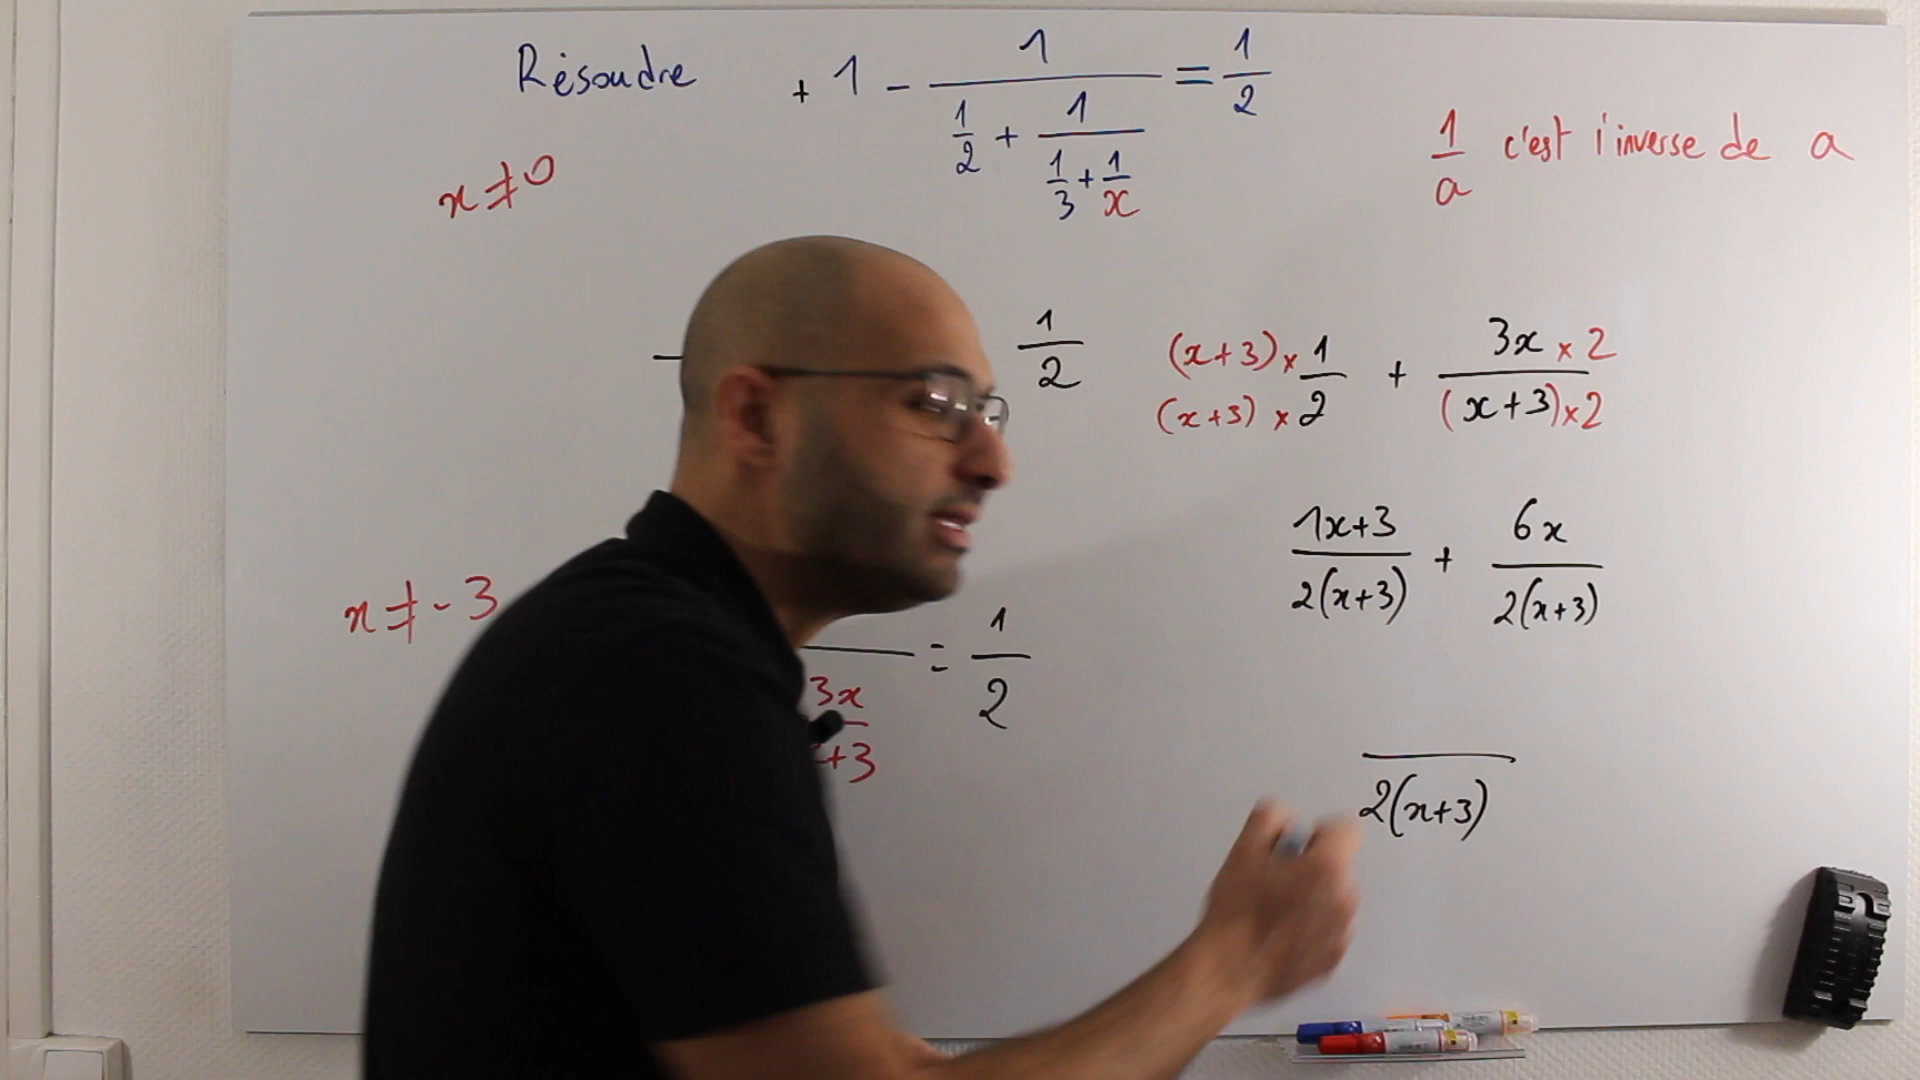 Résoudre + 1 - 1 / (1/2 + 1 / (1/3 + 1/x)) = 1/2
x ≠ 0
1/a c'est l'inverse de a
1/2
(x+3) × 1 / (x+3) × 2 + 3x × 2 / (x+3) × 2
1x+3 / 2(x+3) + 6x / 2(x+3)
x ≠ - 3
3x / +3 = 1/2
2(x+3)